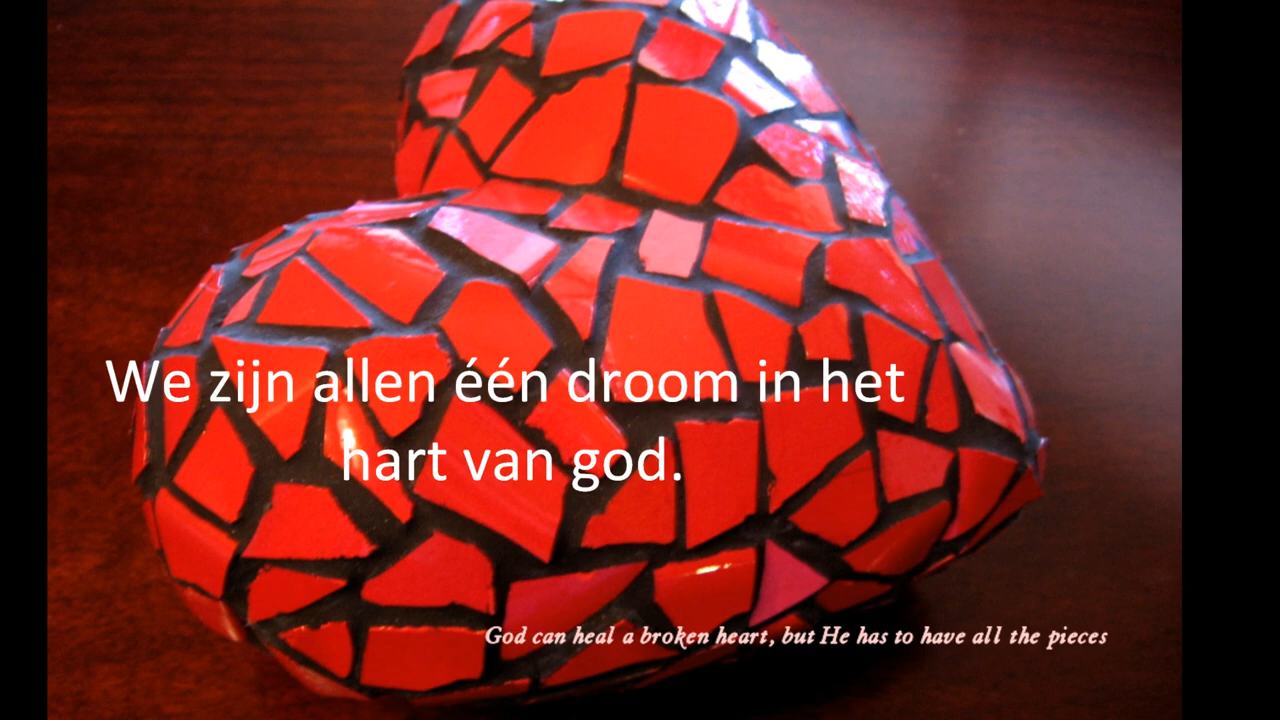 We zijn allen één droom in het
hart van god.
God can heal a broken heart, but He has to have all the pieces